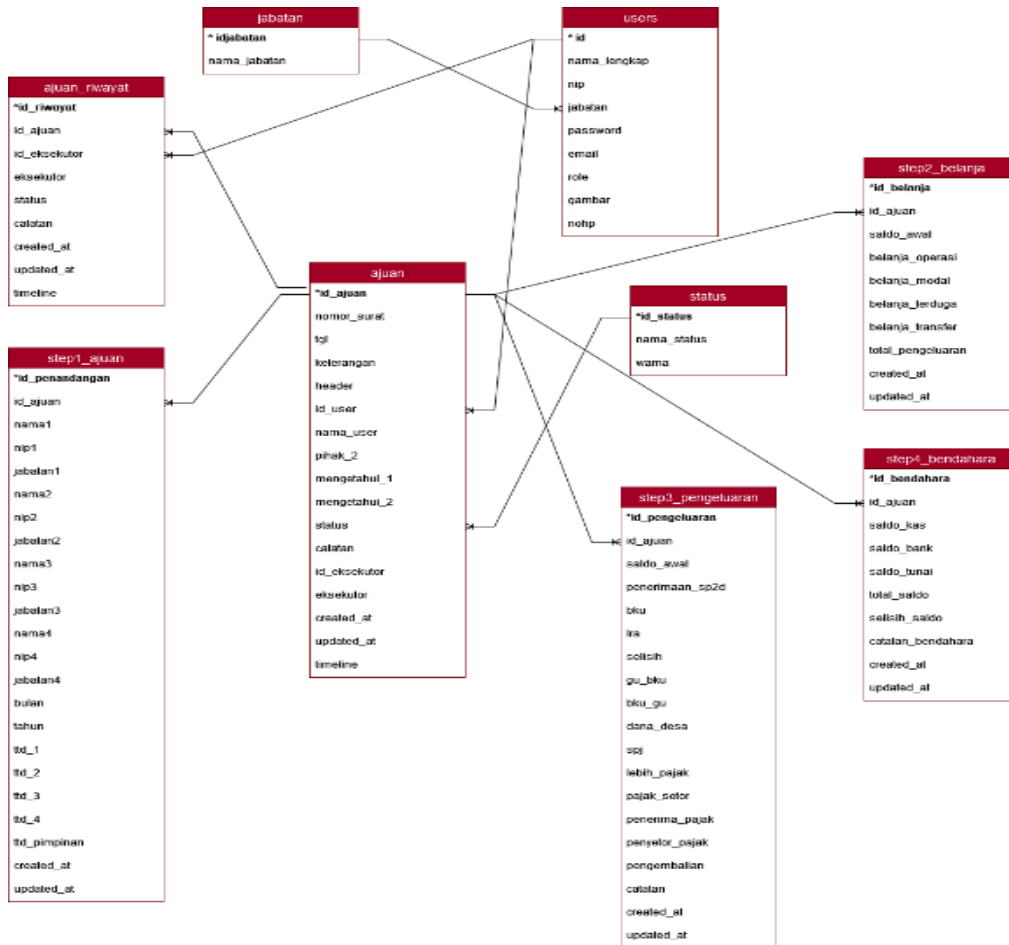 jabatan
* idjabatan
nama_jabatan
users
* id
nama_lengkap
nip
jabatan
password
email
role
gambar
nohp
ajuan_riwayat
*id_riwayat
id_ajuan
id_eksekutor
eksekutor
status
catatan
created_at
updated_at
timeline
step2_belanja
*id_belanja
id_ajuan
saldo_awal
belanja_operasi
belanja_modal
belanja_terduga
belanja_transfer
total_pengeluaran
created_at
updated_at
ajuan
*id_ajuan
nomor_surat
tgl
keterangan
header
id_user
nama_user
pihak_2
mengetahui_1
mengetahui_2
status
catatan
id_eksekutor
eksekutor
created_at
updated_at
timeline
status
*id_status
nama_status
warna
step1_ajuan
*id_penandangan
id_ajuan
nama1
nip1
jabatan1
nama2
nip2
jabatan2
nama3
nip3
jabatan3
nama4
nip4
jabatan4
bulan
tahun
ttd_1
ttd_2
ttd_3
ttd_4
ttd_pimpinan
created_at
updated_at
step4_bendahara
*id_bendahara
id_ajuan
saldo_kas
saldo_bank
saldo_tunai
total_saldo
selisih_saldo
catatan_bendahara
created_at
updated_at
step3_pengeluaran
*id_pengeluaran
id_ajuan
saldo_awal
penerimaan_sp2d
bku
lra
selisih
gu_bku
bku_gu
dana_desa
spj
lebih_pajak
pajak_setor
penerima_pajak
penyetor_pajak
pengembalian
catatan
created_at
updated_at